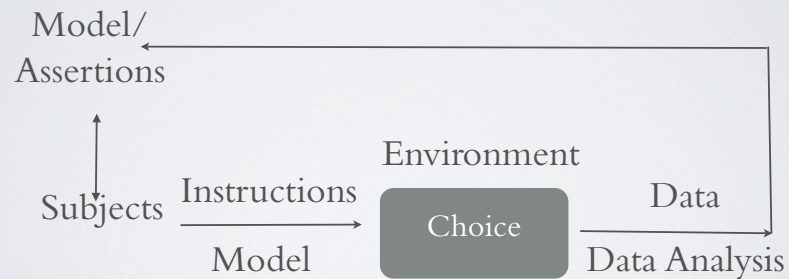 Model/
Assertions
Environment
Subjects
Instructions
Model
Choice
Data
Data Analysis